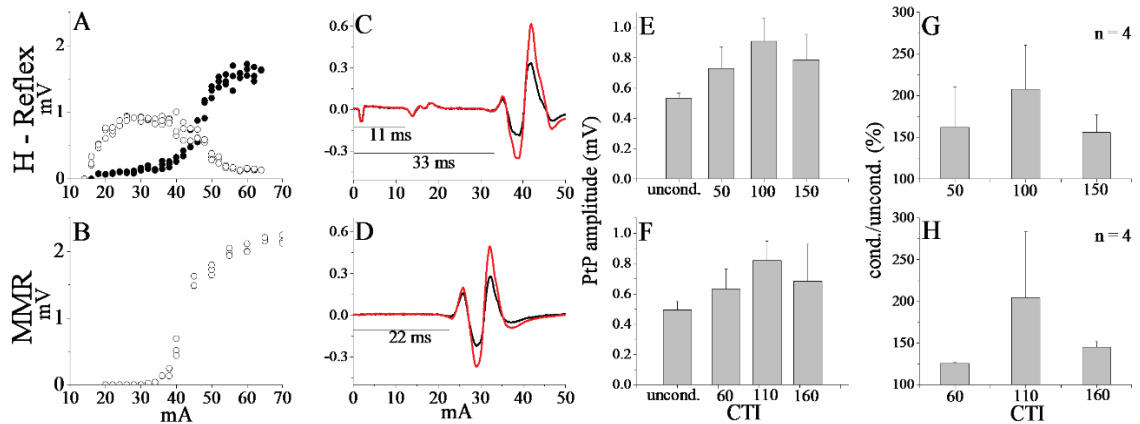 A
H - Reflex
mV
2
1
0
10 20 30 40 50 60 70
B
MMR
mV
2
1
0
10 20 30 40 50 60 70
mA
C
0.6
0.3
0.0
-0.3
11 ms
33 ms
0 10 20 30 40 50
D
0.6
0.3
0.0
-0.3
22 ms
0 10 20 30 40 50
mA
PtP amplitude (mV)
E
1.0
0.8
0.6
0.4
0.2
0.0
uncond. 50 100 150
F
1.0
0.8
0.6
0.4
0.2
0.0
uncond. 60 110 160
CTI
cond./uncond. (%)
G
n = 4
300
250
200
150
100
50 100 150
H
n = 4
300
250
200
150
100
60 110 160
CTI